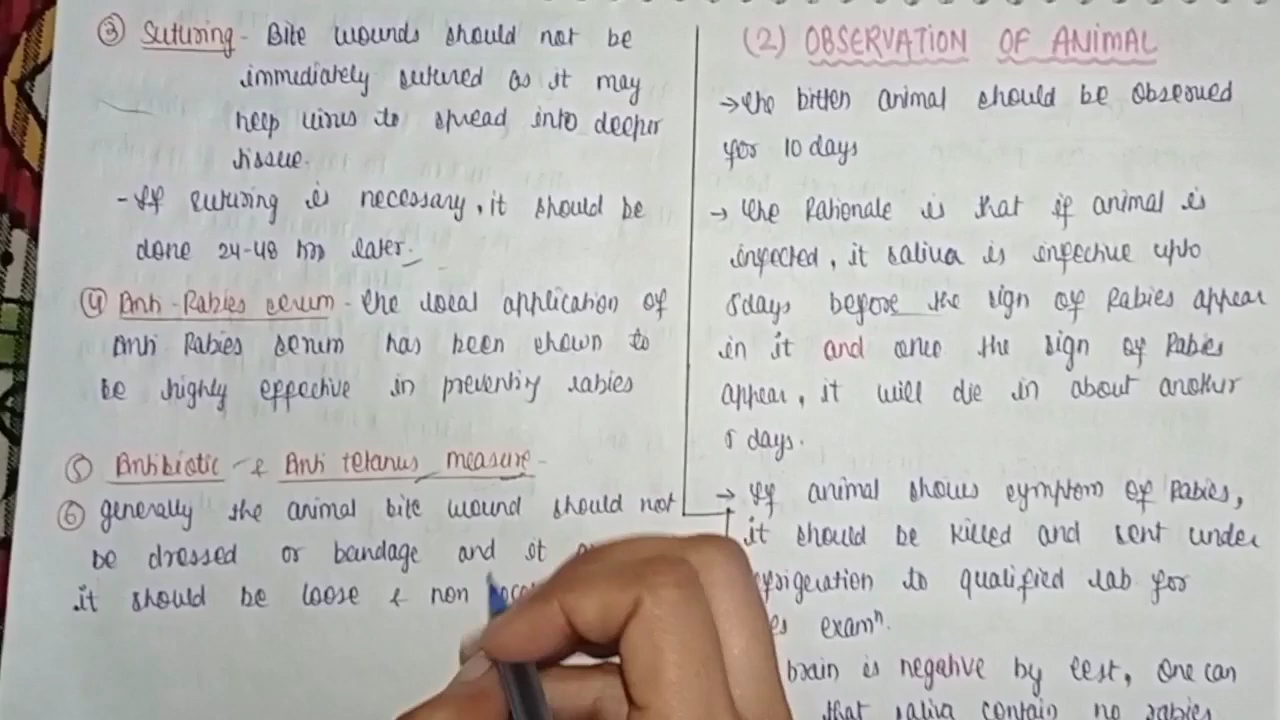 ③ Suturing - Bite wounds should not be
immediately sutured as it may
help virus to spread into deeper
tissue.
- If suturing is necessary, it should be
done 24-48 hrs later.
④ Anti-Rabies serum - the local application of
Anti Rabies serum has been shown to
be highly effective in preventing rabies
⑤ Antibiotic & Anti tetanus measure -
⑥ generally the animal bite wound should not
be dressed or bandage and if
it should be loose & non
(2) OBSERVATION OF ANIMAL
→ the bitten animal should be observed
for 10 days
→ the Rationale is that if animal is
infected, it saliva is infective upto
5days before the sign of Rabies appear
in it and once the sign of Rabies
appear, it will die in about another
5 days.
→ If animal shows symptom of Rabies,
it should be killed and sent under
to qualified lab for
examⁿ.
brain is negative by test, one can
that saliva contain no rabies